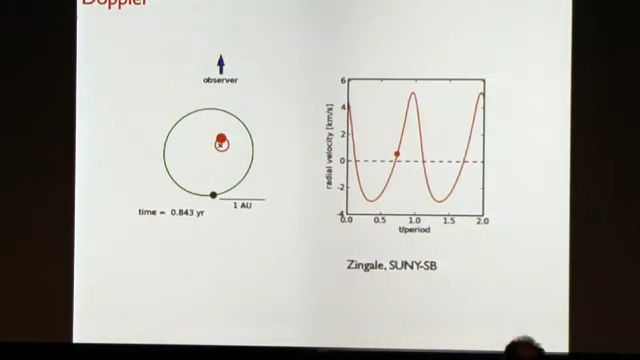 Doppler
observer
1 AU
time = 0.843 yr
radial velocity [km/s]
6
4
2
0
-2
-4
0.0 0.5 1.0 1.5 2.0
t/period
Zingale, SUNY-SB